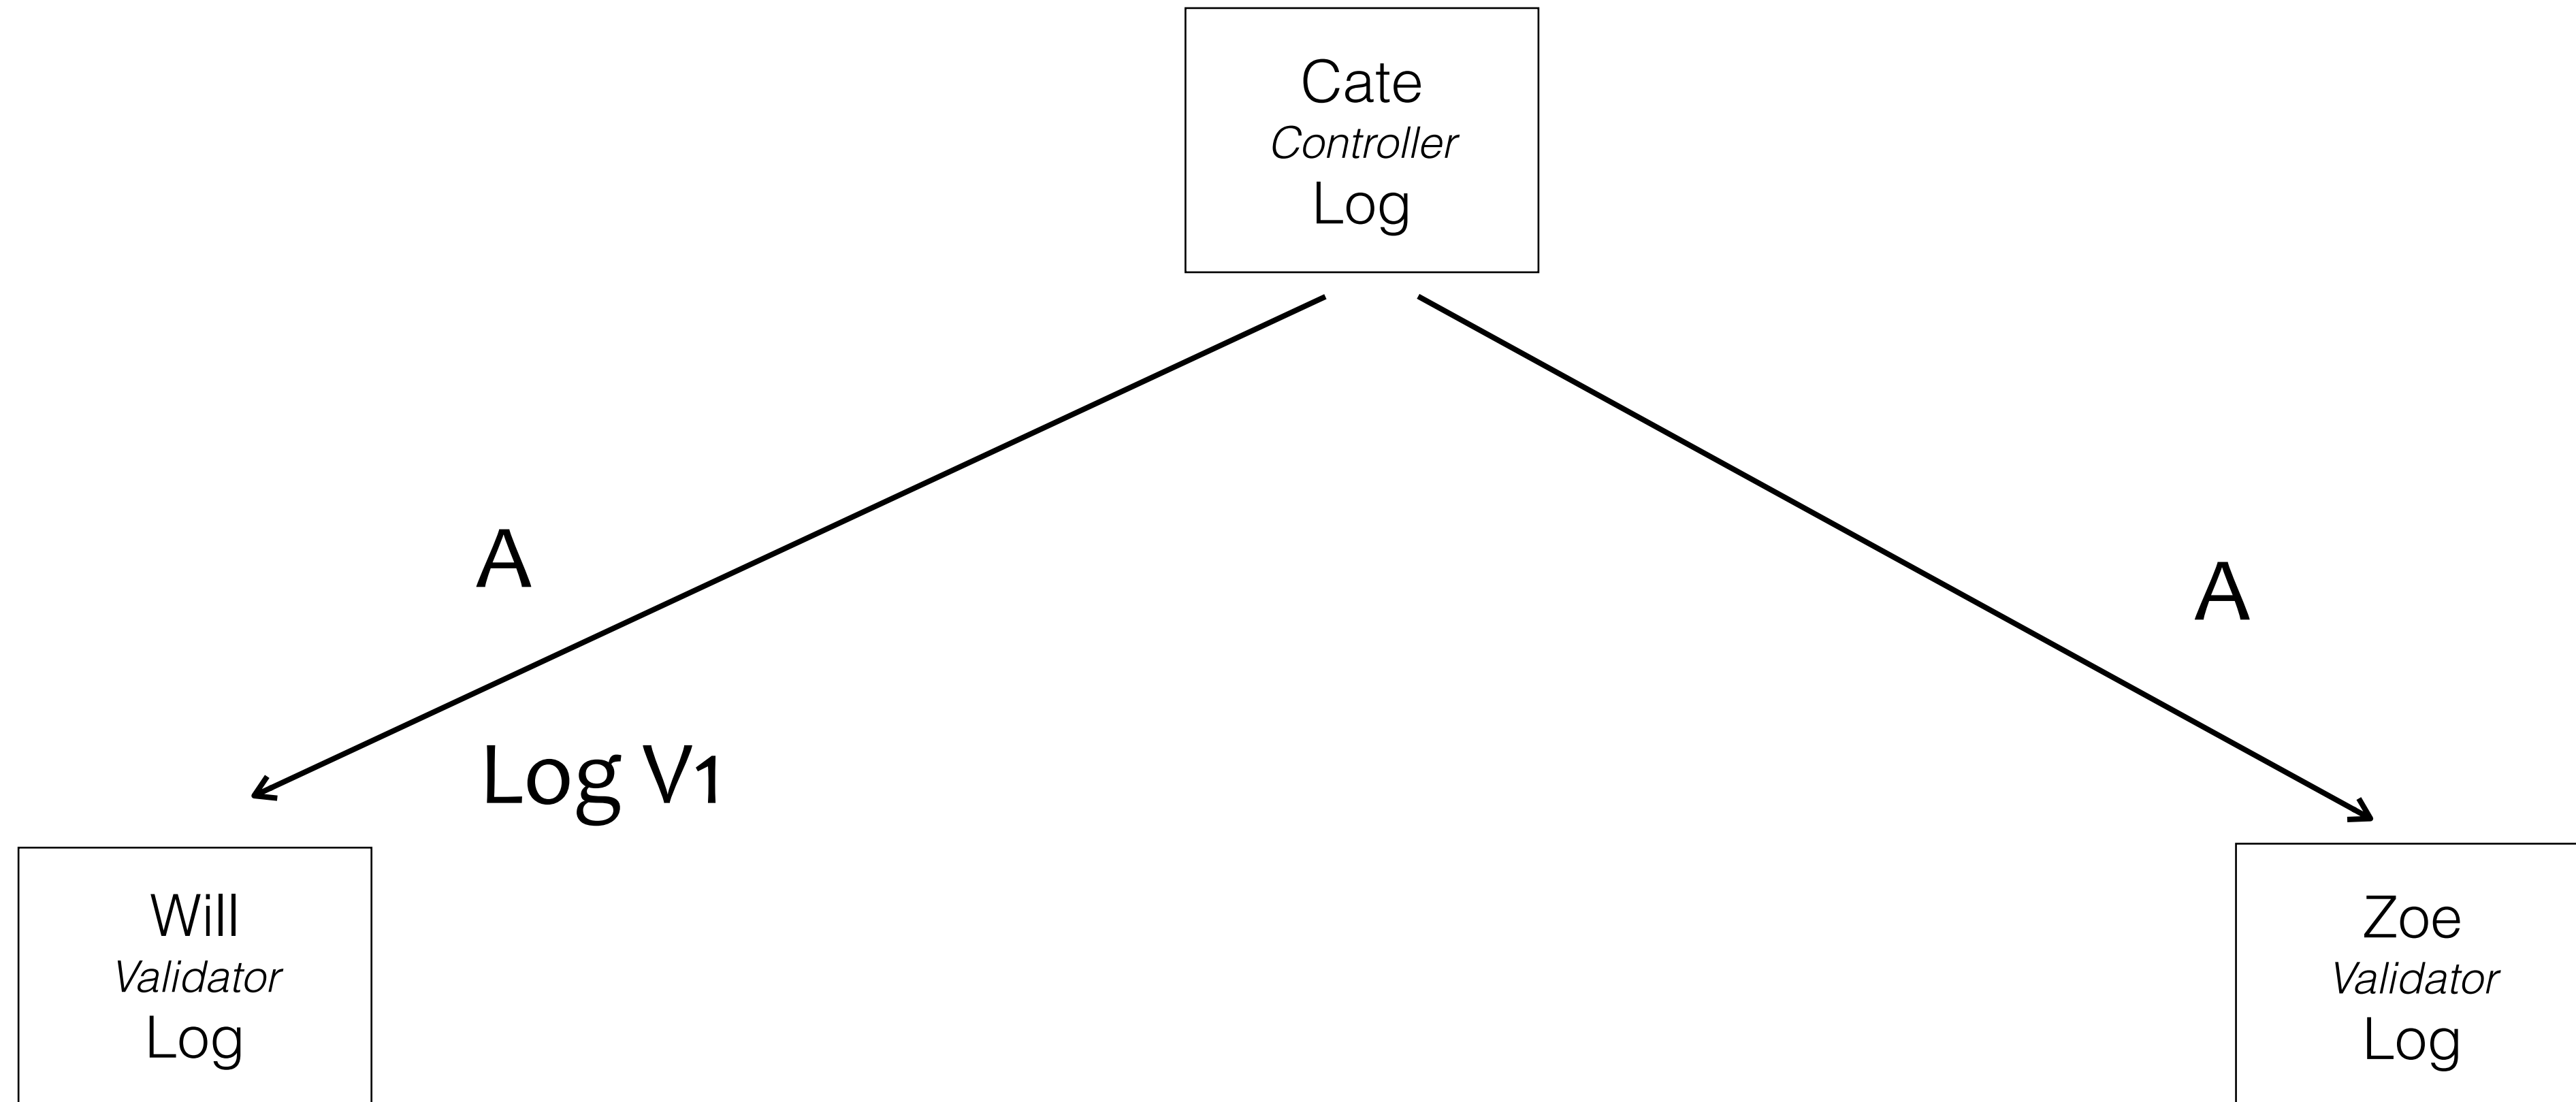 Cate
Controller
Log
A
A
Log V1
Will
Validator
Log
Zoe
Validator
Log